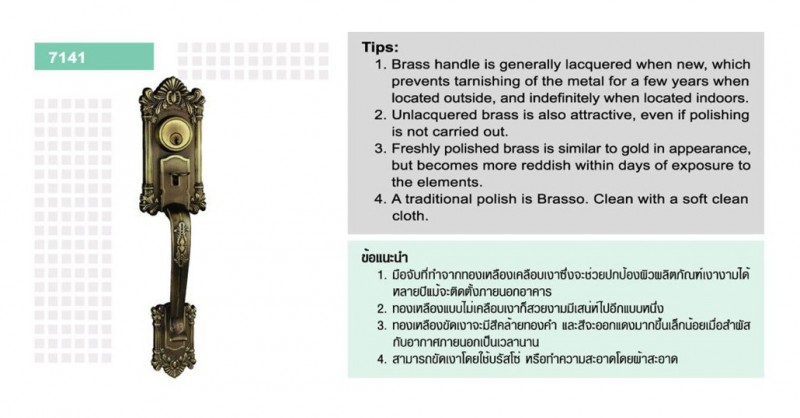 7141
Tips:
1. Brass handle is generally lacquered when new, which
prevents tarnishing of the metal for a few years when
located outside, and indefinitely when located indoors.
2. Unlacquered brass is also attractive, even if polishing
is not carried out.
3. Freshly polished brass is similar to gold in appearance,
but becomes more reddish within days of exposure to
the elements.
4. A traditional polish is Brasso. Clean with a soft clean
cloth.
ข้อแนะนำ
1. มือจับที่ทำจากทองเหลืองเคลือบเงาซึ่งจะช่วยปกป้องผิวผลิตภัณฑ์เงางามได้
หลายปีแม้จะติดตั้งภายนอกอาคาร
2. ทองเหลืองแบบไม่เคลือบเงาก็สวยงามมีเสน่ห์ไปอีกแบบหนึ่ง
3. ทองเหลืองขัดเงาจะมีสีคล้ายทองคำ และสีจะออกแดงมากขึ้นเล็กน้อยเมื่อสำผัส
กับอากาศภายนอกเป็นเวลานาน
4. สามารถขัดเงาโดยใช้บรัสโซ่ หรือทำความสะอาดโดยผ้าสะอาด